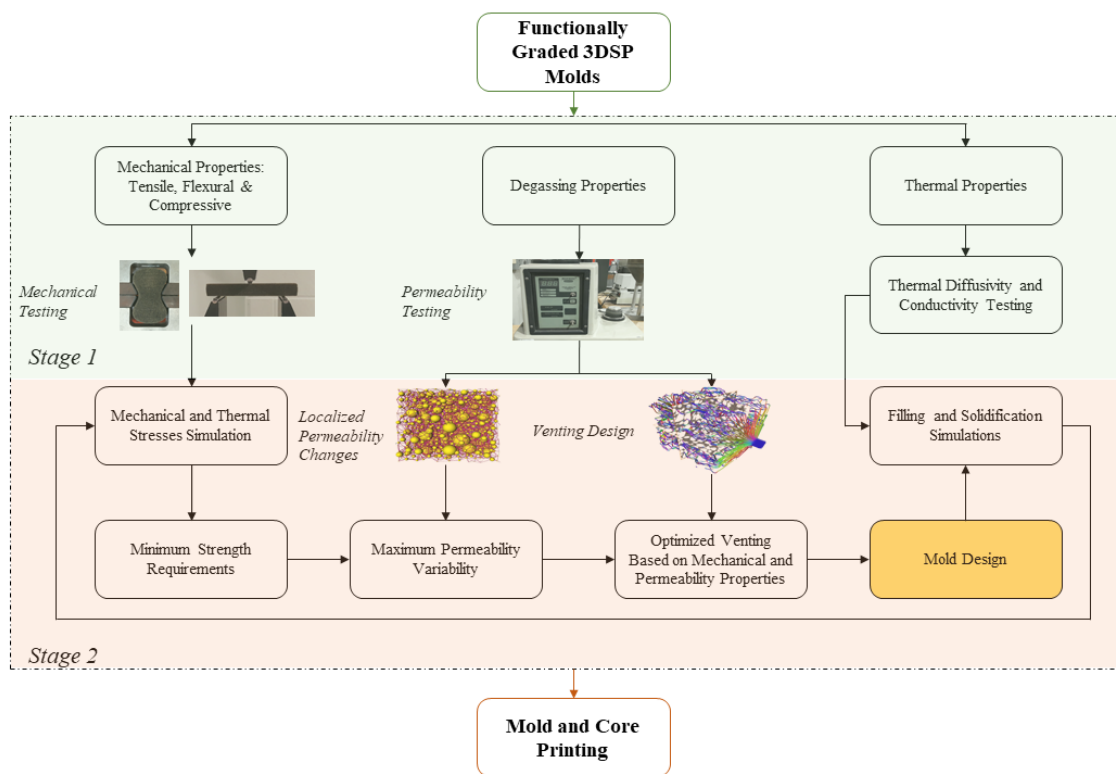 Functionally
Graded 3DSP
Molds
Mechanical Properties:
Tensile, Flexural &
Compressive
Degassing Properties
Thermal Properties
Mechanical
Testing
Permeability
Testing
Thermal Diffusivity and
Conductivity Testing
Stage 1
Mechanical and Thermal
Stresses Simulation
Localized
Permeability
Changes
Venting Design
Filling and Solidification
Simulations
Minimum Strength
Requirements
Maximum Permeability
Variability
Optimized Venting
Based on Mechanical and
Permeability Properties
Mold Design
Stage 2
Mold and Core
Printing